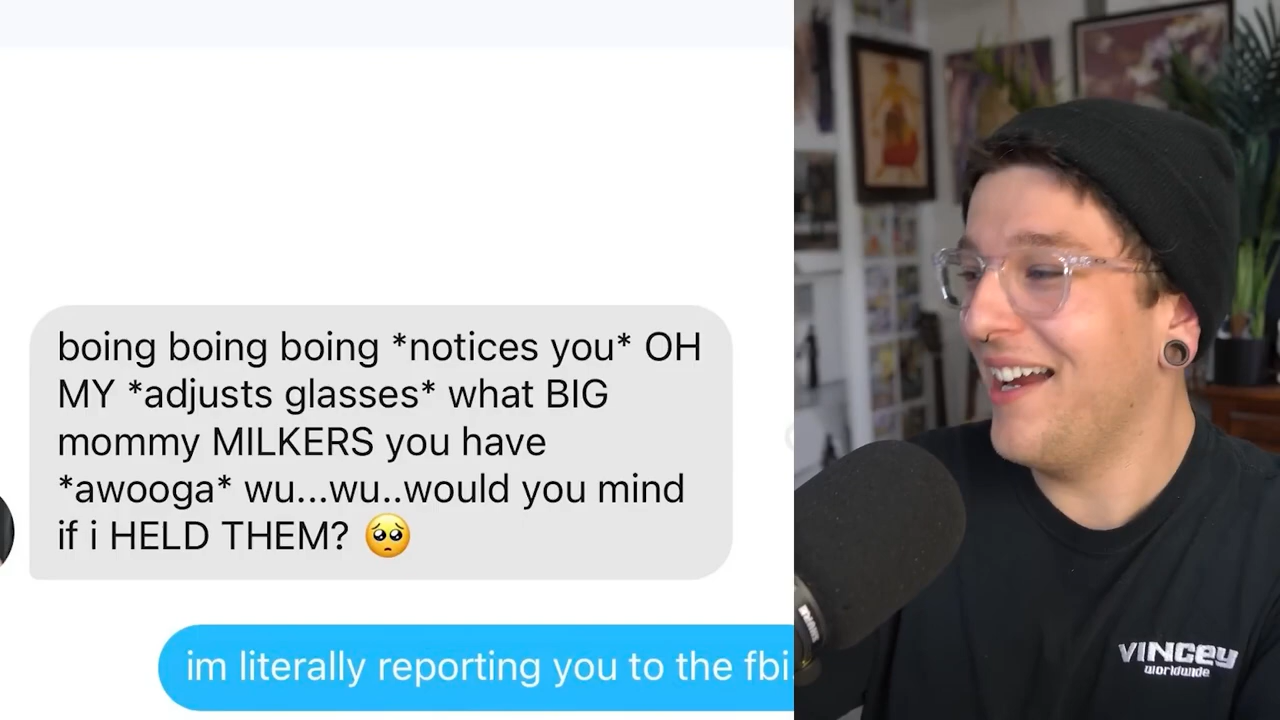 boing boing boing *notices you* OH
MY *adjusts glasses* what BIG
mommy MILKERS you have
*awooga* wu...wu..would you mind
if i HELD THEM? 🥺
im literally reporting you to the fbi.
VINCEY
worldwide